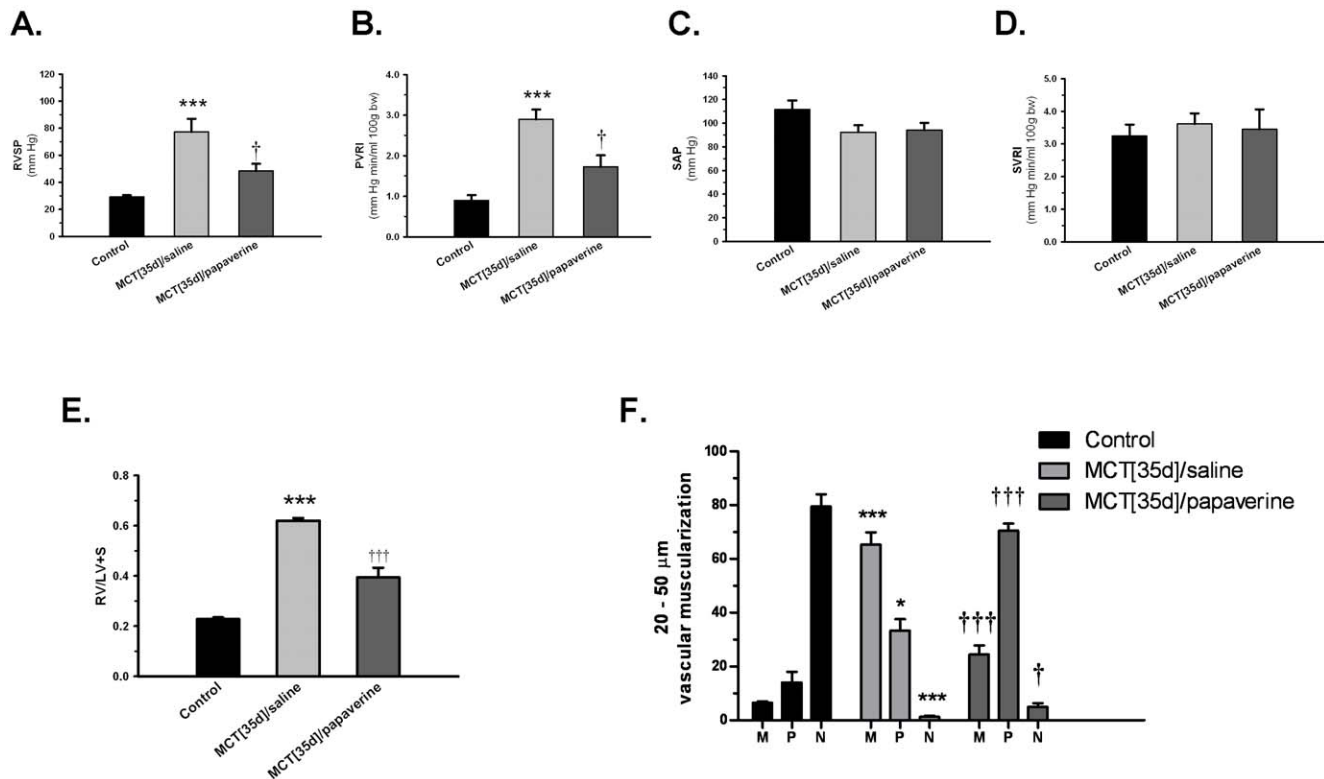 A.
RVSP
(mm Hg)
120
100
80
60
40
20
0
***
†
Control
MCT[35d]/saline
MCT[35d]/papaverine
B.
PVRI
(mm Hg min/ml 100g bw)
4.0
3.0
2.0
1.0
0.0
***
†
Control
MCT[35d]/saline
MCT[35d]/papaverine
C.
SAP
(mm Hg)
140
120
100
80
60
40
20
0
Control
MCT[35d]/saline
MCT[35d]/papaverine
D.
SVRI
(mm Hg min/ml 100g bw)
5.0
4.0
3.0
2.0
1.0
0.0
Control
MCT[35d]/saline
MCT[35d]/papaverine
E.
RV/LV+S
0.8
0.6
0.4
0.2
0.0
***
†††
Control
MCT[35d]/saline
MCT[35d]/papaverine
F.
20 - 50 μm
vascular muscularization
100
80
60
40
20
0
***
*
***
†††
†††
†
M P N M P N M P N
Control
MCT[35d]/saline
MCT[35d]/papaverine